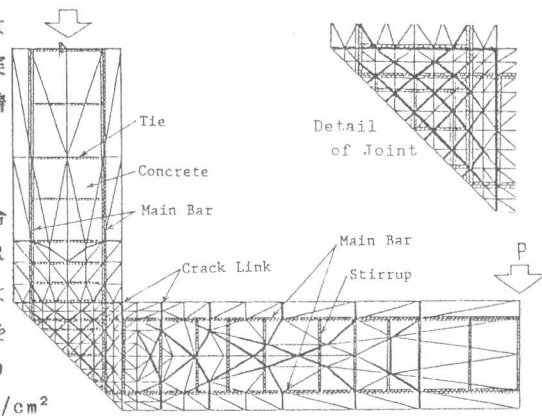 Tie
Concrete
Main Bar
Crack Link
Detail
of Joint
Main Bar
Stirrup
P
/cm²